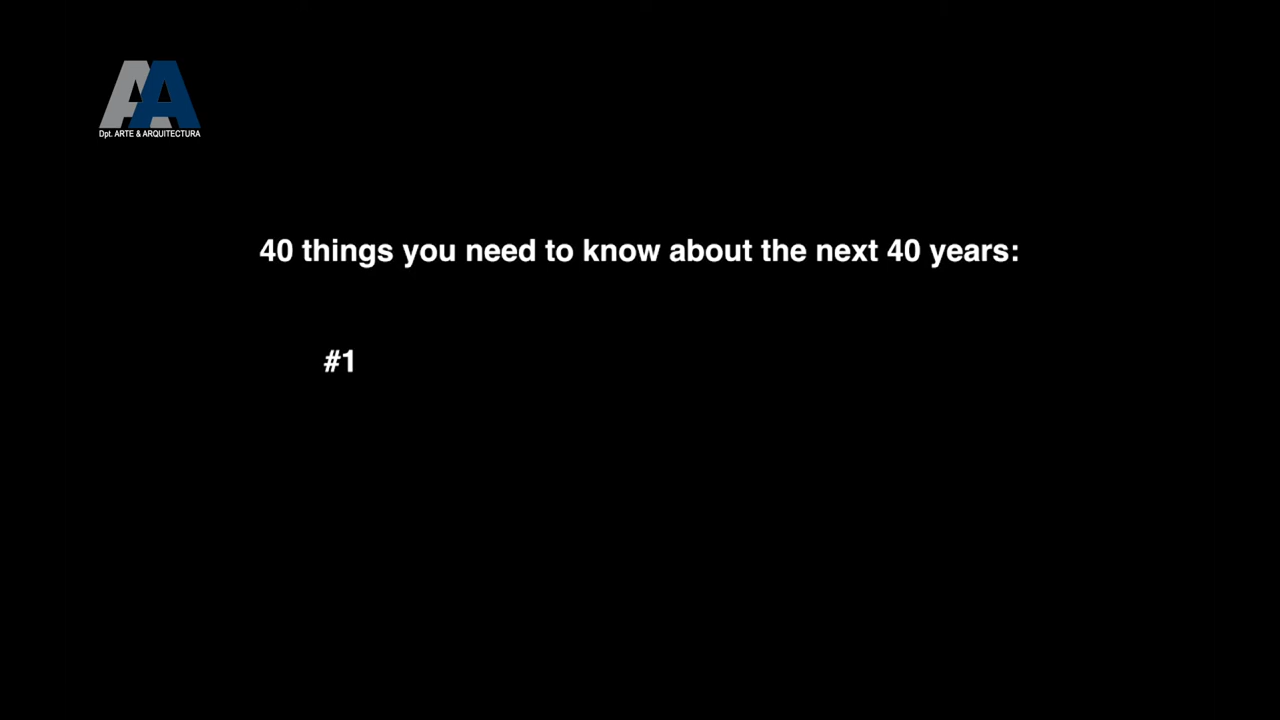 AA
Dpt. ARTE & ARQUITECTURA
40 things you need to know about the next 40 years:
#1